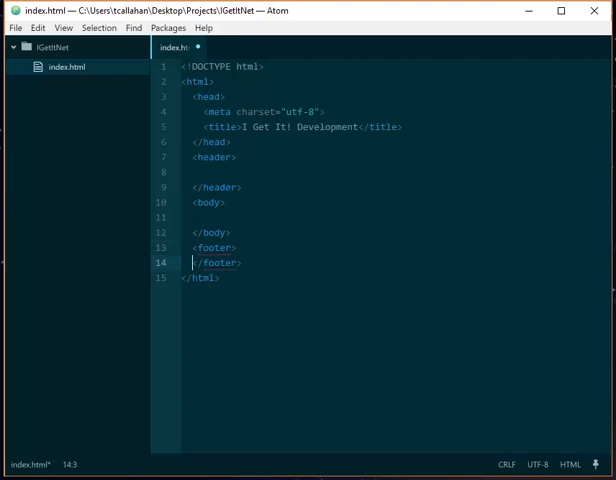 index.html — C:\Users\tcallahan\Desktop\Projects\IGetItNet — Atom
File Edit View Selection Find Packages Help
IGetItNet
index.html
index.ht
1 <!DOCTYPE html>
2 <html>
3 <head>
4 <meta charset="utf-8">
5 <title>I Get It! Development</title>
6 </head>
7 <header>
8
9 </header>
10 <body>
11
12 </body>
13 <footer>
14 </footer>
15 </html>
index.html* 14:3 CRLF UTF-8 HTML